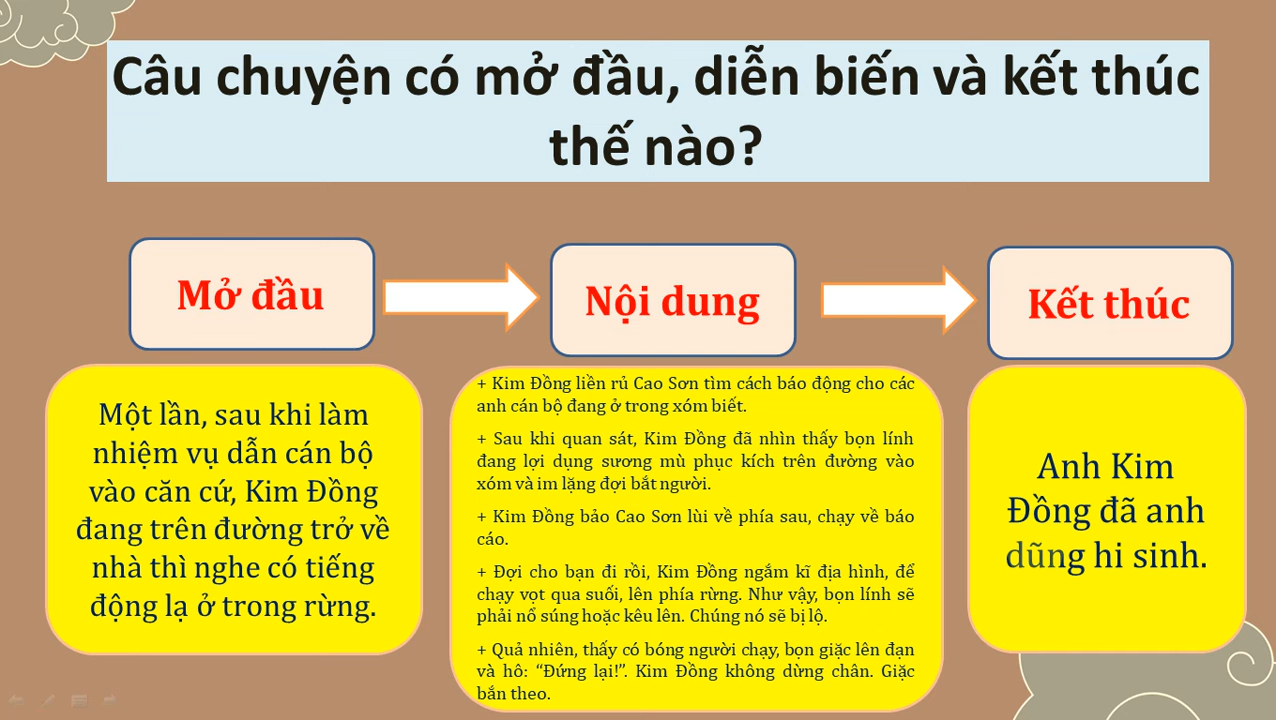 Câu chuyện có mở đầu, diễn biến và kết thúc
thế nào?
Mở đầu
Nội dung
Kết thúc
Một lần, sau khi làm
nhiệm vụ dẫn cán bộ
vào căn cứ, Kim Đồng
đang trên đường trở về
nhà thì nghe có tiếng
động lạ ở trong rừng.
+ Kim Đồng liền rủ Cao Sơn tìm cách báo động cho các
anh cán bộ đang ở trong xóm biết.
+ Sau khi quan sát, Kim Đồng đã nhìn thấy bọn lính
đang lợi dụng sương mù phục kích trên đường vào
xóm và im lặng đợi bắt người.
+ Kim Đồng bảo Cao Sơn lùi về phía sau, chạy về báo
cáo.
+ Đợi cho bạn đi rồi, Kim Đồng ngắm kĩ địa hình, để
chạy vọt qua suối, lên phía rừng. Như vậy, bọn lính sẽ
phải nổ súng hoặc kêu lên. Chúng nó sẽ bị lộ.
+ Quả nhiên, thấy có bóng người chạy, bọn giặc lên đạn
và hô: “Đứng lại!”. Kim Đồng không dừng chân. Giặc
bắn theo.
Anh Kim
Đồng đã anh
dũng hi sinh.